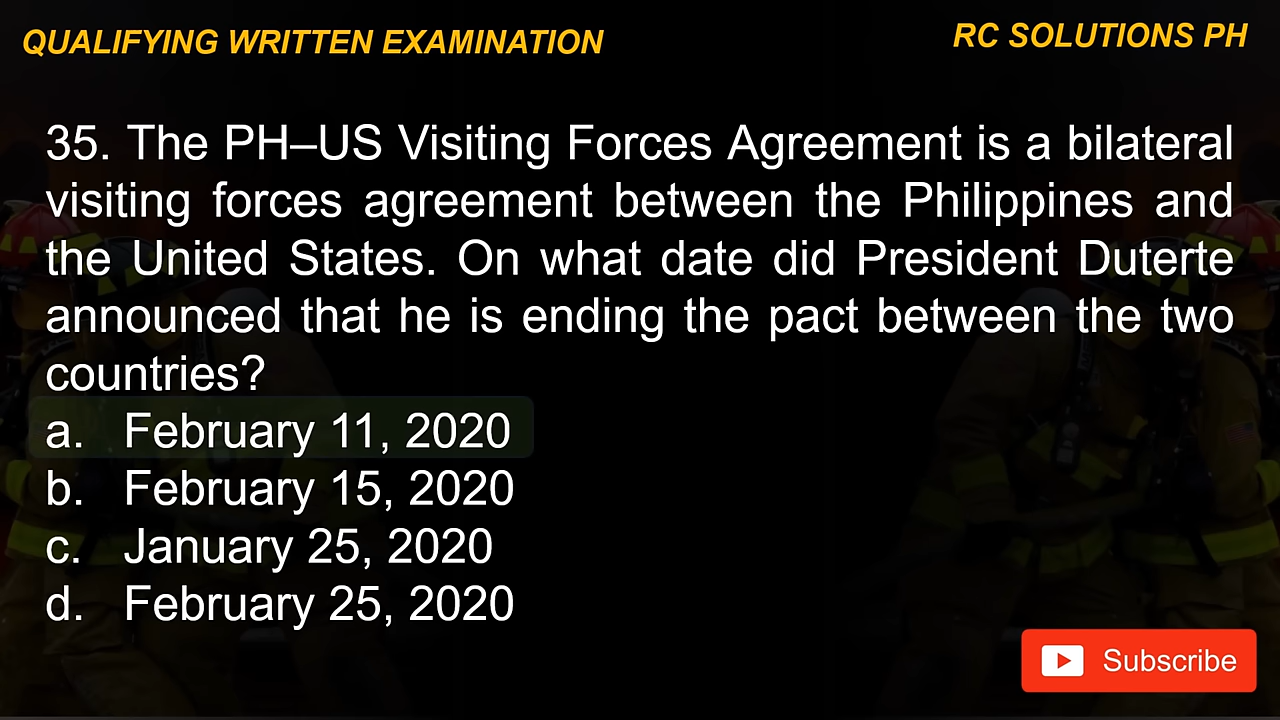 QUALIFYING WRITTEN EXAMINATION
RC SOLUTIONS PH
35. The PH–US Visiting Forces Agreement is a bilateral
visiting forces agreement between the Philippines and
the United States. On what date did President Duterte
announced that he is ending the pact between the two
countries?
a. February 11, 2020
b. February 15, 2020
c. January 25, 2020
d. February 25, 2020
Subscribe